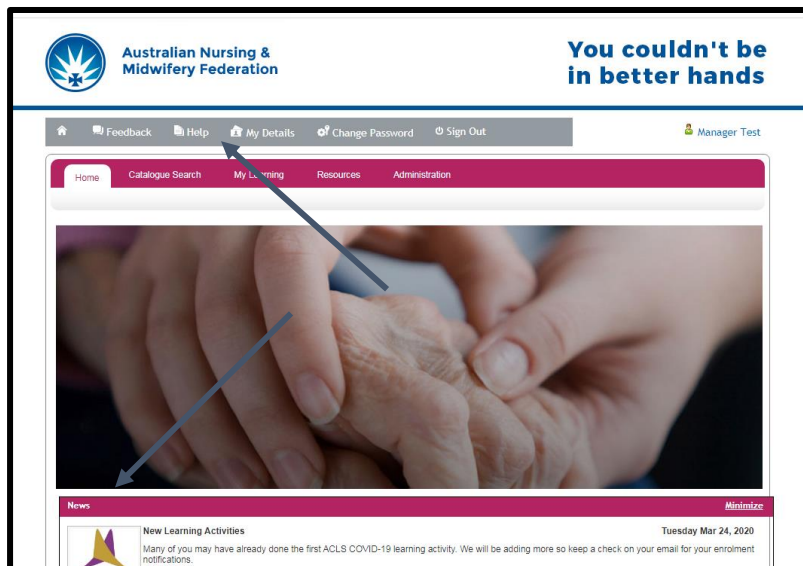 Australian Nursing &
Midwifery Federation
You couldn't be
in better hands
Feedback Help My Details Change Password Sign Out Manager Test
Home Catalogue Search My Learning Resources Administration
News Minimize
New Learning Activities Tuesday Mar 24, 2020
Many of you may have already done the first ACLS COVID-19 learning activity. We will be adding more so keep a check on your email for your enrolment
notifications.